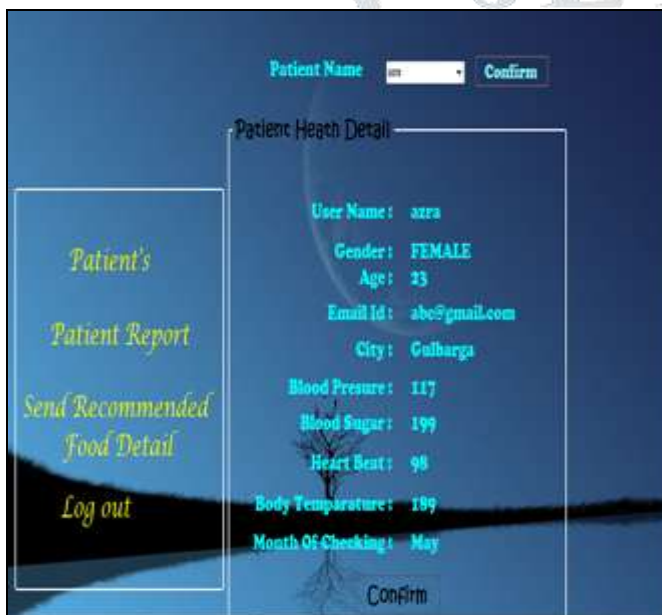 Patient Name Confirm
Patient Heath Detail
User Name : azra
Gender : FEMALE
Age : 23
Email Id : abc@gmail.com
City : Gulbarga
Blood Presure : 117
Blood Sugar : 199
Heart Beat : 98
Body Temparature : 189
Month Of Checking : May
Confirm
Patient's
Patient Report
Send Recommended
Food Detail
Log out